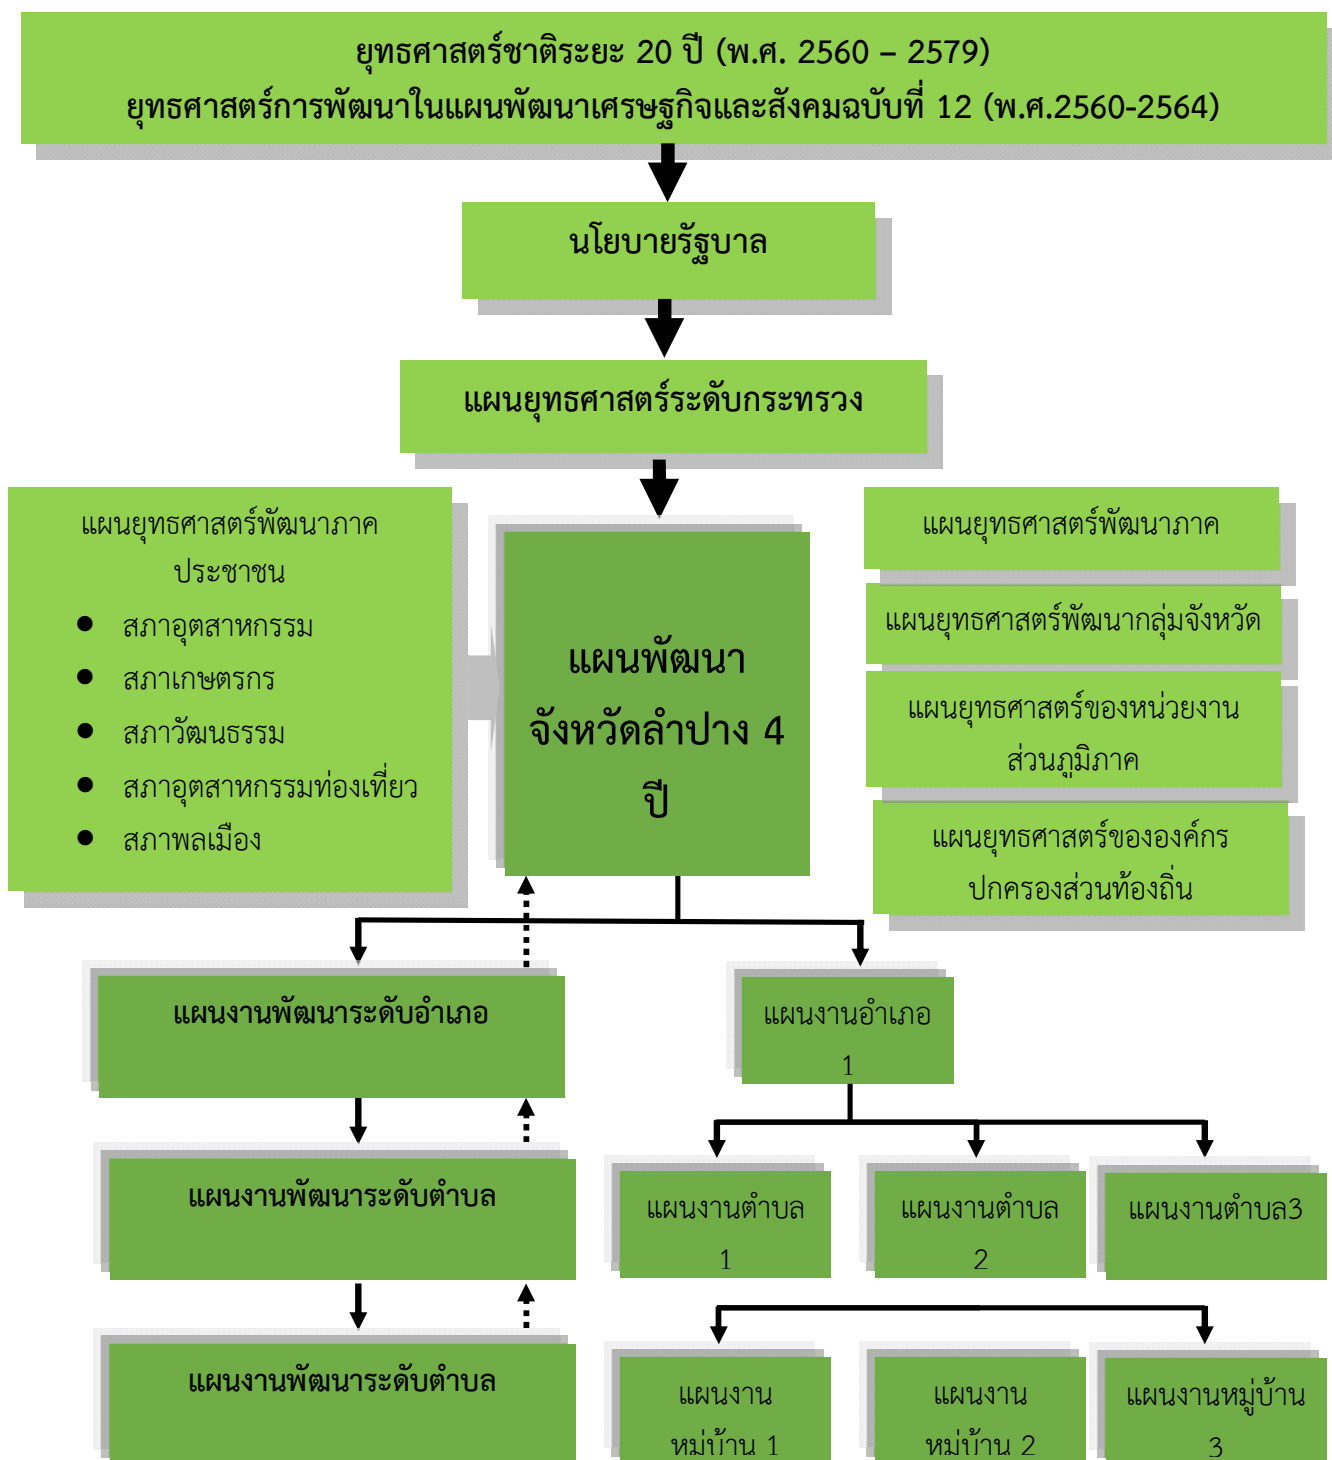 ยุทธศาสตร์ชาติระยะ 20 ปี (พ.ศ. 2560 – 2579)
ยุทธศาสตร์การพัฒนาในแผนพัฒนาเศรษฐกิจและสังคมฉบับที่ 12 (พ.ศ.2560-2564)
นโยบายรัฐบาล
แผนยุทธศาสตร์ระดับกระทรวง
แผนยุทธศาสตร์พัฒนาภาค
ประชาชน
● สภาอุตสาหกรรม
● สภาเกษตรกร
● สภาวัฒนธรรม
● สภาอุตสาหกรรมท่องเที่ยว
● สภาพลเมือง
แผนพัฒนา
จังหวัดลำปาง 4
ปี
แผนยุทธศาสตร์พัฒนาภาค
แผนยุทธศาสตร์พัฒนากลุ่มจังหวัด
แผนยุทธศาสตร์ของหน่วยงาน
ส่วนภูมิภาค
แผนยุทธศาสตร์ขององค์กร
ปกครองส่วนท้องถิ่น
แผนงานพัฒนาระดับอำเภอ
แผนงานอำเภอ
1
แผนงานพัฒนาระดับตำบล
แผนงานตำบล
1
แผนงานตำบล
2
แผนงานตำบล3
แผนงานพัฒนาระดับตำบล
แผนงาน
หมู่บ้าน 1
แผนงาน
หมู่บ้าน 2
แผนงานหมู่บ้าน
3